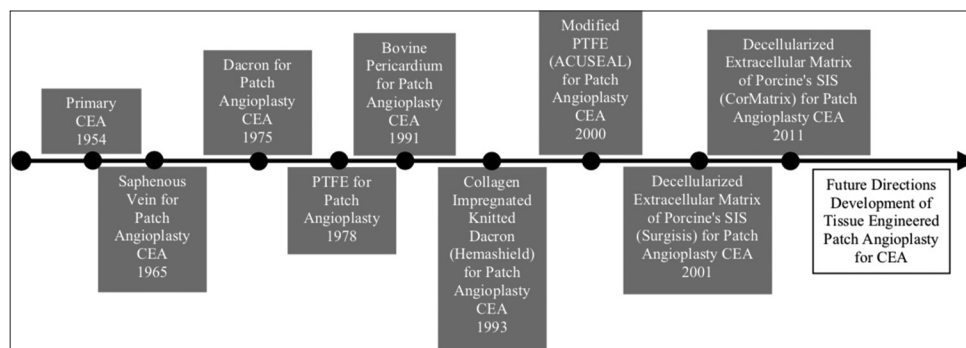 Primary
CEA
1954
Saphenous
Vein for
Patch
Angioplasty
CEA
1965
Dacron for
Patch
Angioplasty
CEA
1975
PTFE for
Patch
Angioplasty
1978
Bovine
Pericardium
for Patch
Angioplasty
CEA
1991
Collagen
Impregnated
Knitted
Dacron
(Hemashield)
for Patch
Angioplasty
CEA
1993
Modified
PTFE
(ACUSEAL)
for Patch
Angioplasty
CEA
2000
Decellularized
Extracellular Matrix
of Porcine's SIS
(Surgisis) for Patch
Angioplasty CEA
2001
Decellularized
Extracellular Matrix
of Porcine's SIS
(CorMatrix) for Patch
Angioplasty CEA
2011
Future Directions
Development of
Tissue Engineered
Patch Angioplasty
for CEA